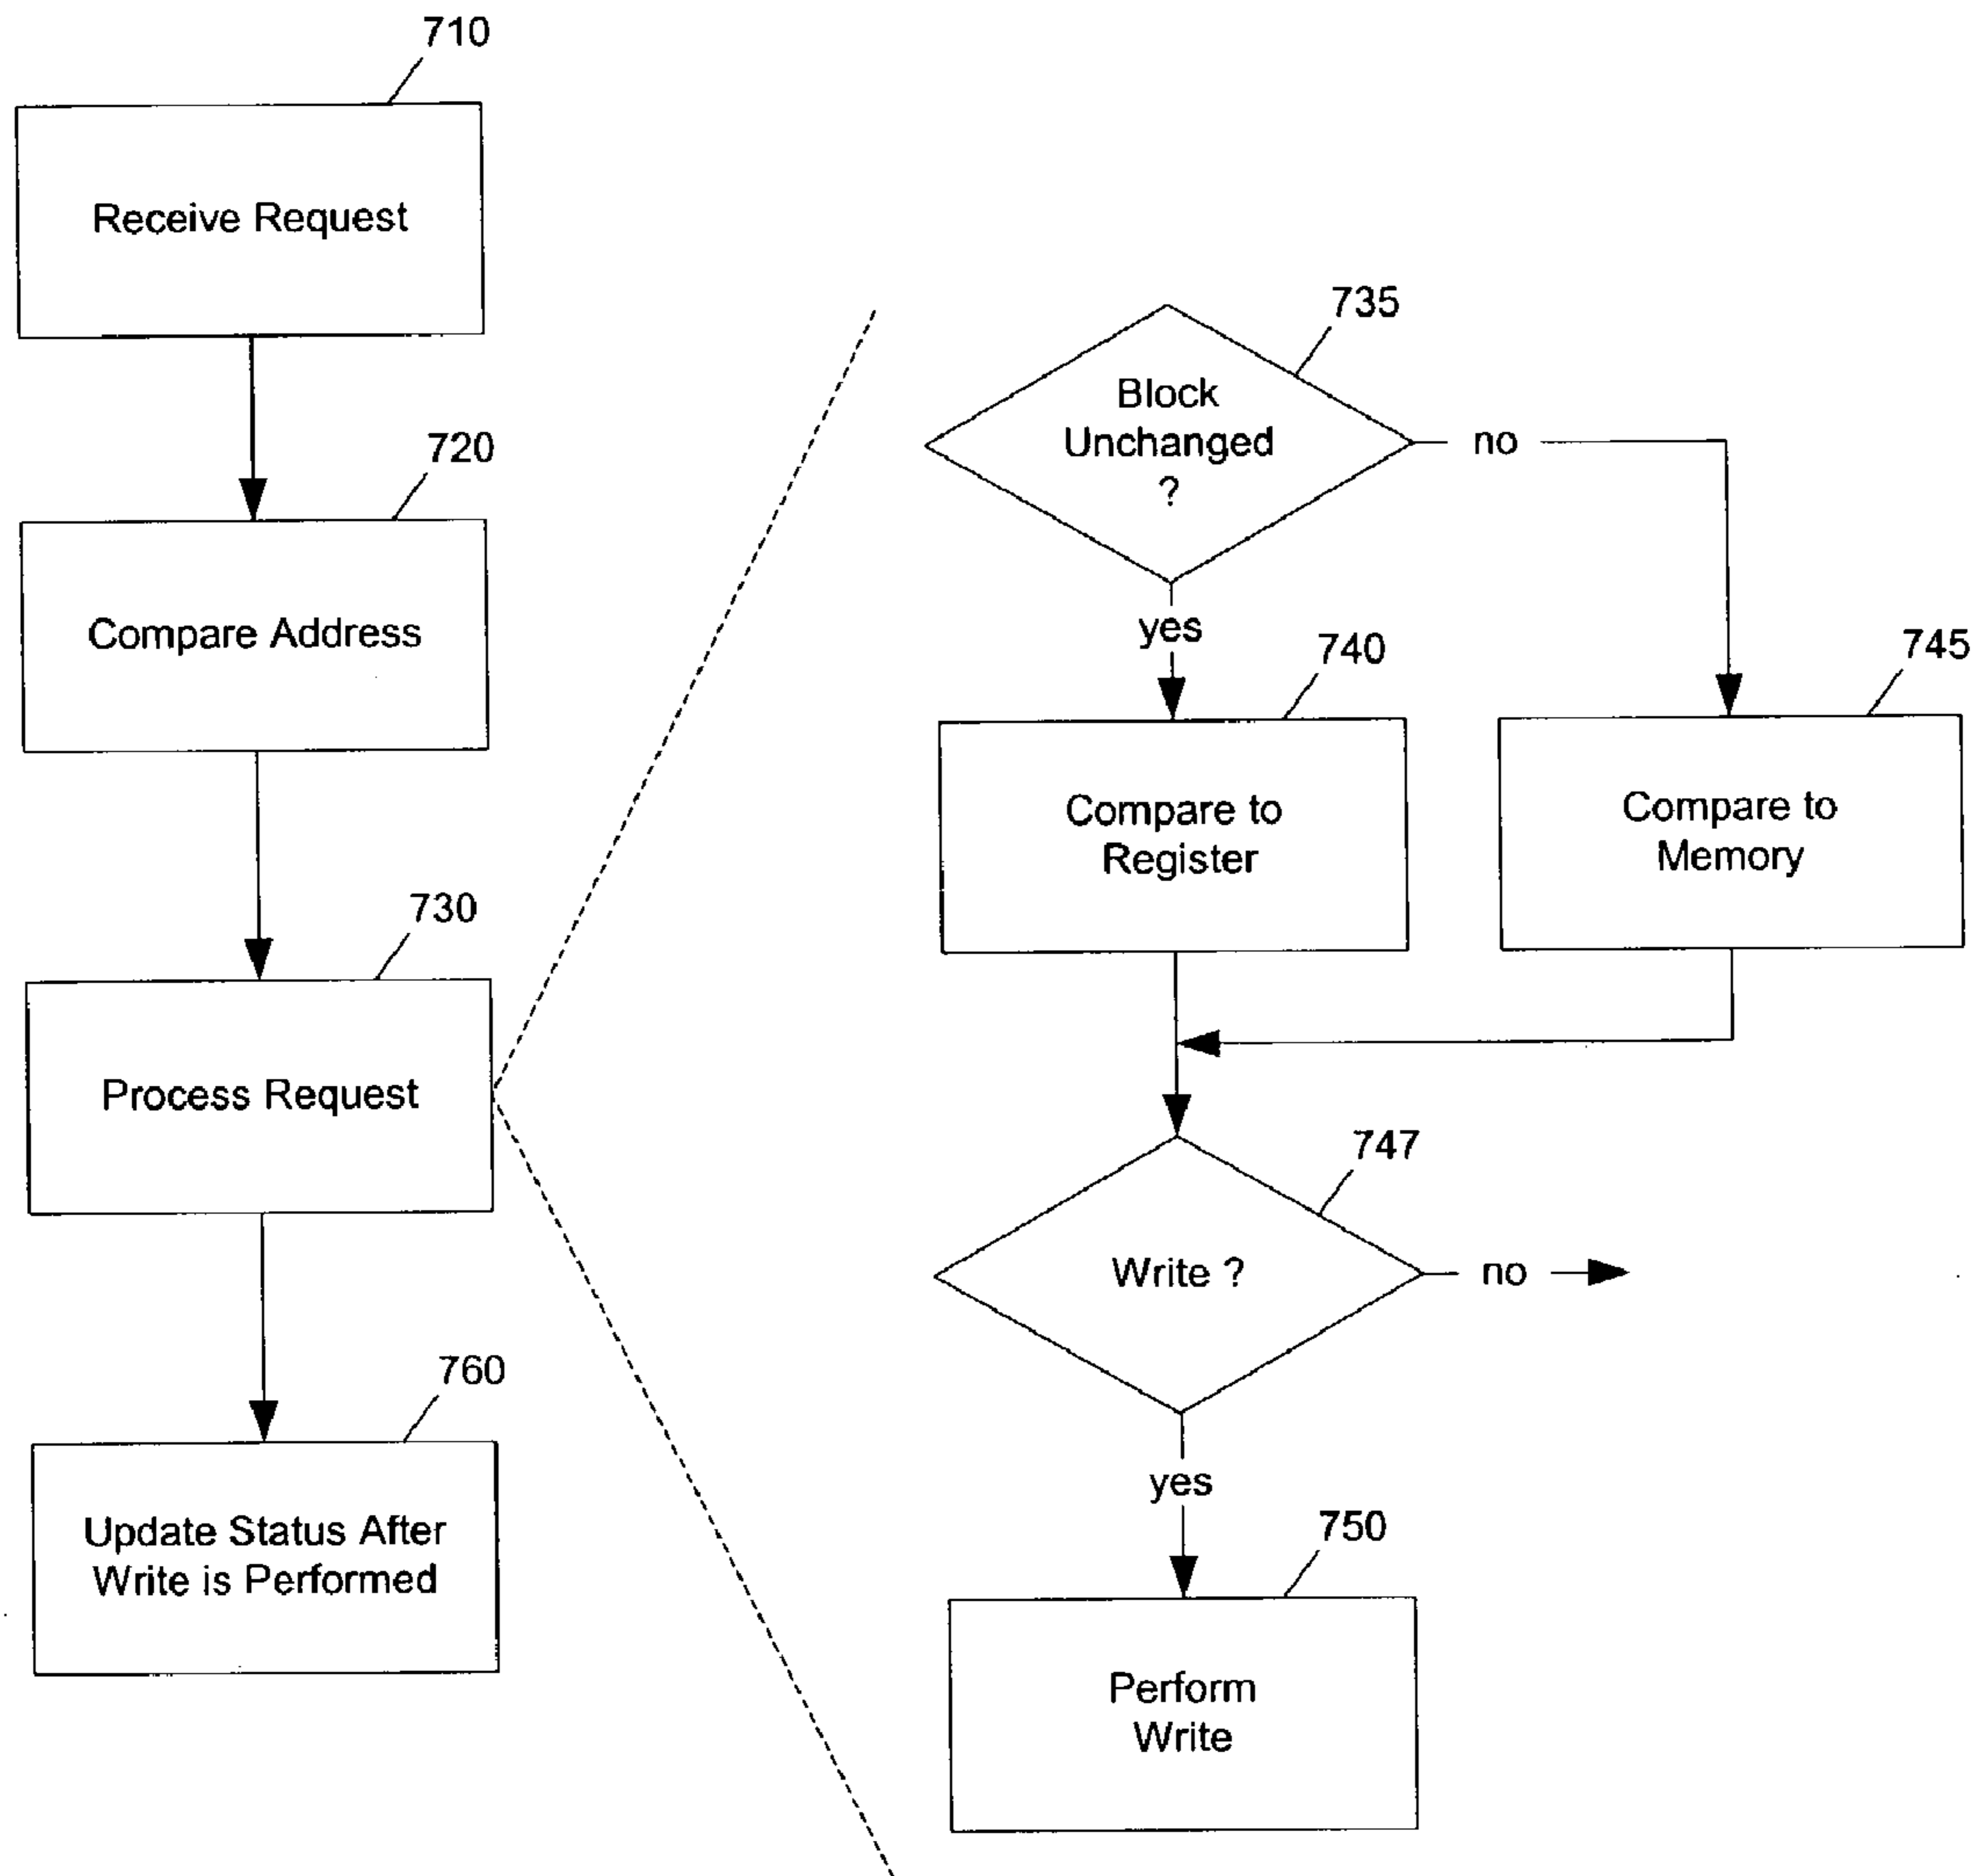 710
Receive Request
720
Compare Address
730
Process Request
760
Update Status After
Write is Performed
735
Block
Unchanged
?
no
yes
740
Compare to
Register
745
Compare to
Memory
747
Write ?
no
yes
750
Perform
Write